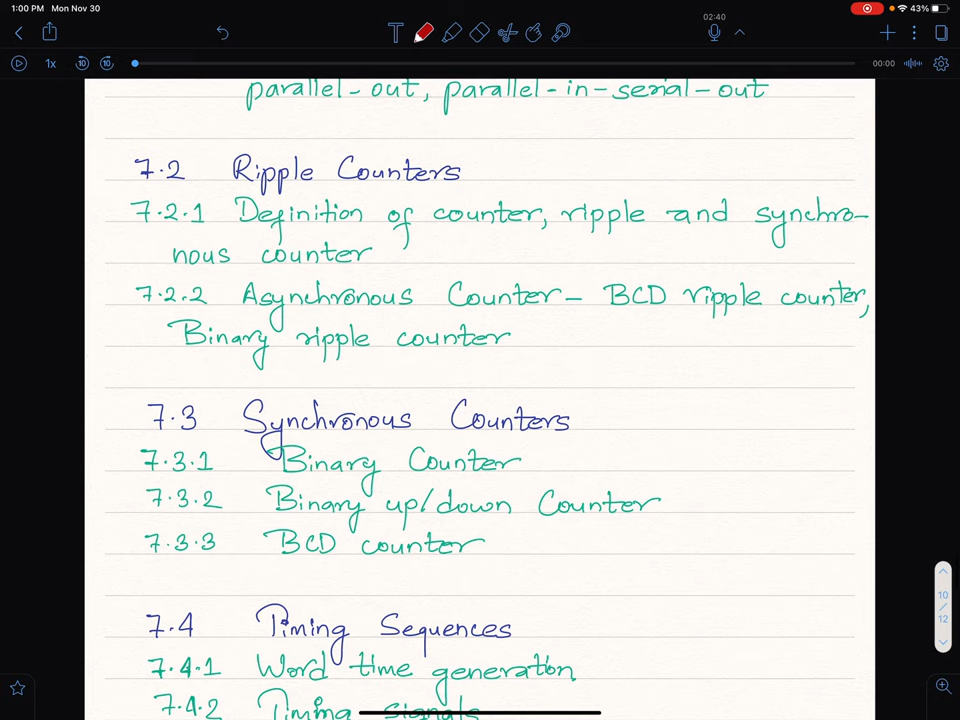 1:00 PM Mon Nov 30
43%
02:40
1x
10
10
00:00
parallel-out, parallel-in-serial-out
7.2 Ripple Counters
7.2.1 Definition of counter, ripple and synchro-
nous counter
7.2.2 Asynchronous Counter- BCD ripple counter,
Binary ripple counter
7.3 Synchronous Counters
7.3.1 Binary Counter
7.3.2 Binary up/down Counter
7.3.3 BCD counter
7.4 Timing Sequences
7.4.1 Word time generation
7.4.2 Timing signals
10
/
12